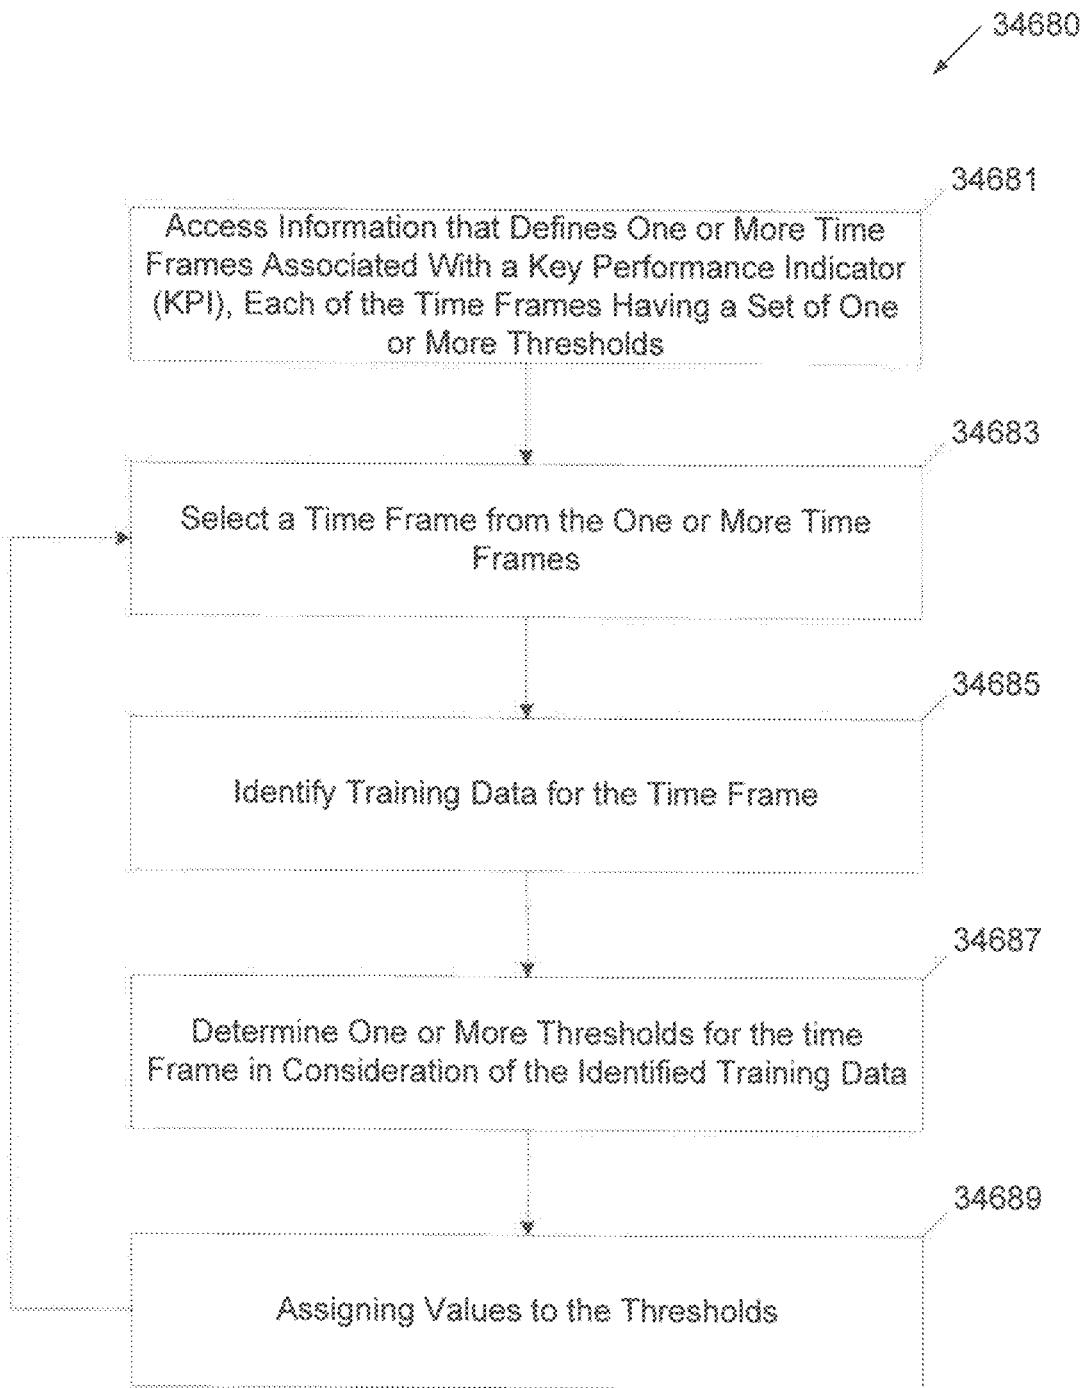 34680
34681
Access Information that Defines One or More Time
Frames Associated With a Key Performance Indicator
(KPI), Each of the Time Frames Having a Set of One
or More Thresholds
34683
Select a Time Frame from the One or More Time
Frames
34685
Identify Training Data for the Time Frame
34687
Determine One or More Thresholds for the time
Frame in Consideration of the Identified Training Data
34689
Assigning Values to the Thresholds